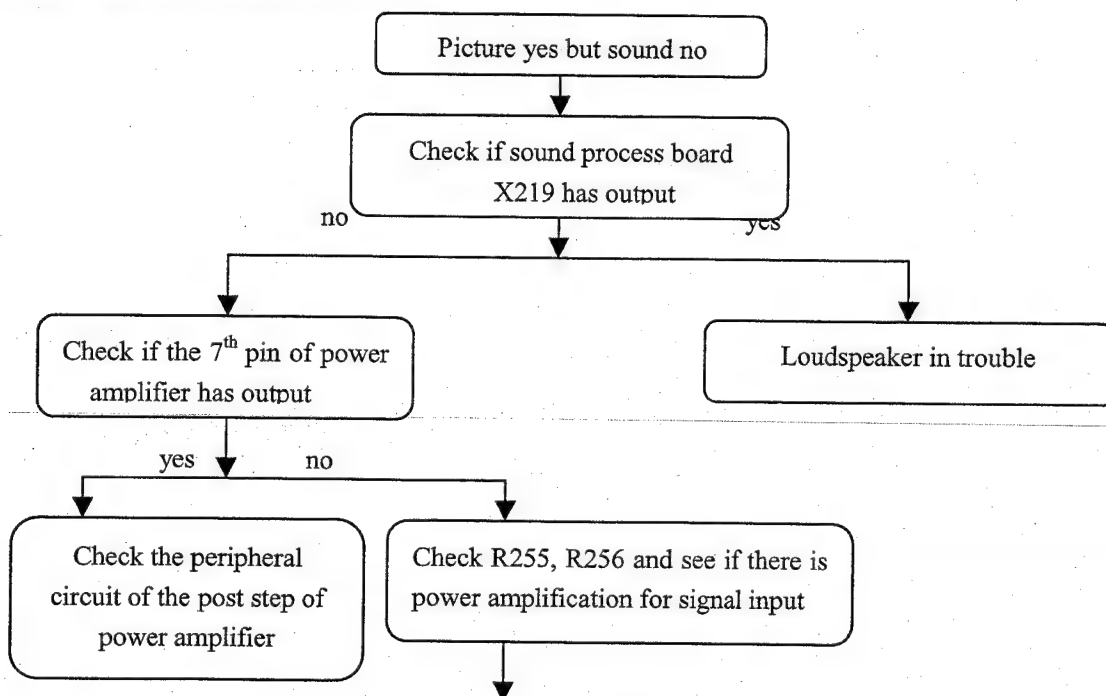 Picture yes but sound no
Check if sound process board
X219 has output
no
yes
Check if the 7th pin of power
amplifier has output
Loudspeaker in trouble
yes
no
Check the peripheral
circuit of the post step of
power amplifier
Check R255, R256 and see if there is
power amplification for signal input